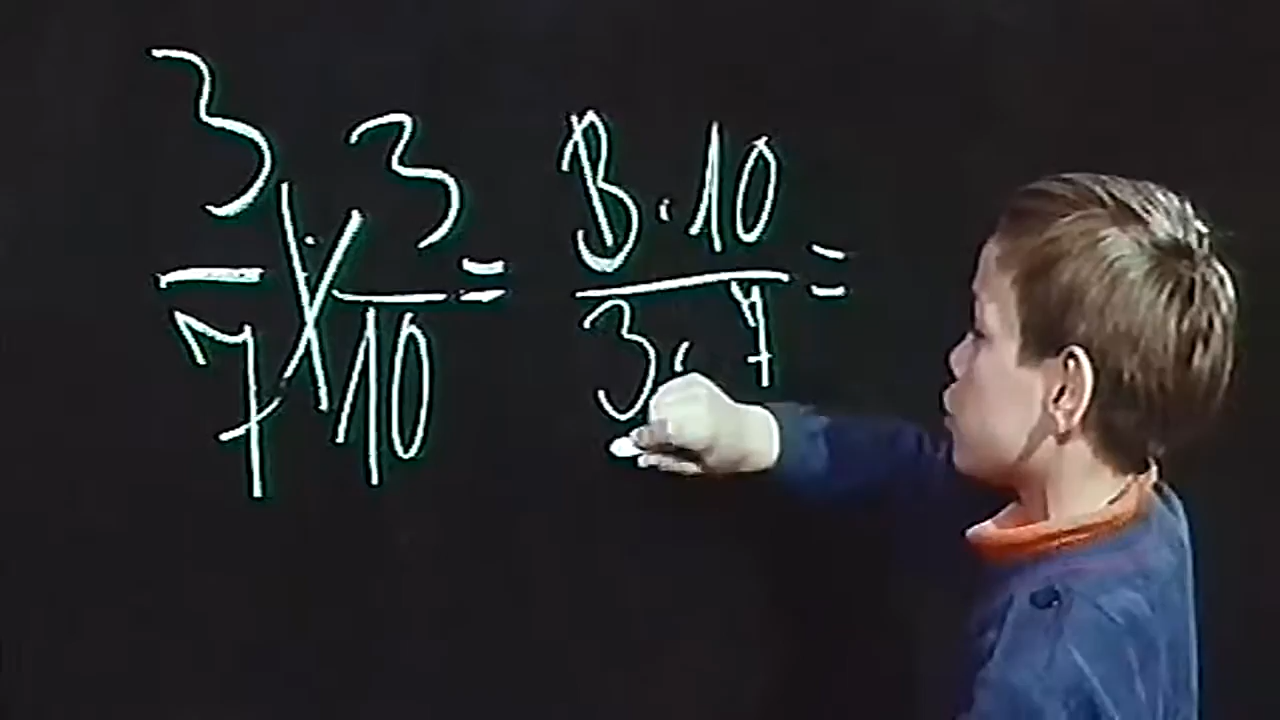 3/7 × 3/10 = 3·10/3·7 =